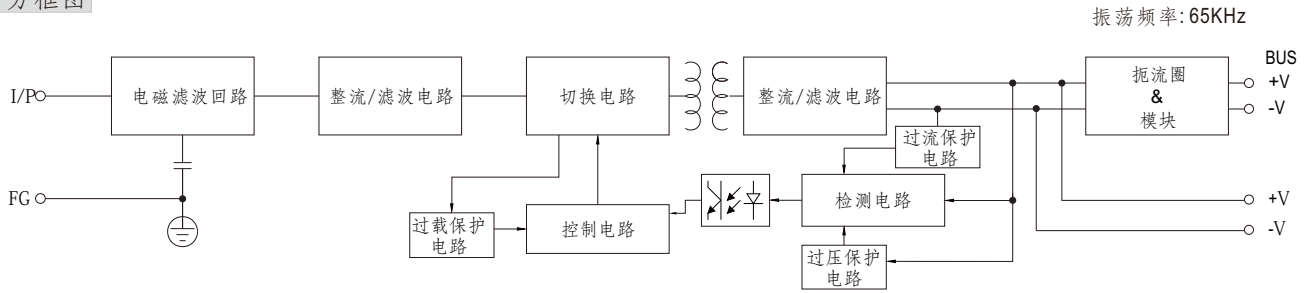 方框图
振荡频率: 65KHz
I/P
电磁滤波回路
整流/滤波电路
切换电路
整流/滤波电路
扼流圈
&
模块
BUS
+V
-V
过流保护
电路
FG
过载保护
电路
控制电路
检测电路
+V
-V
过压保护
电路